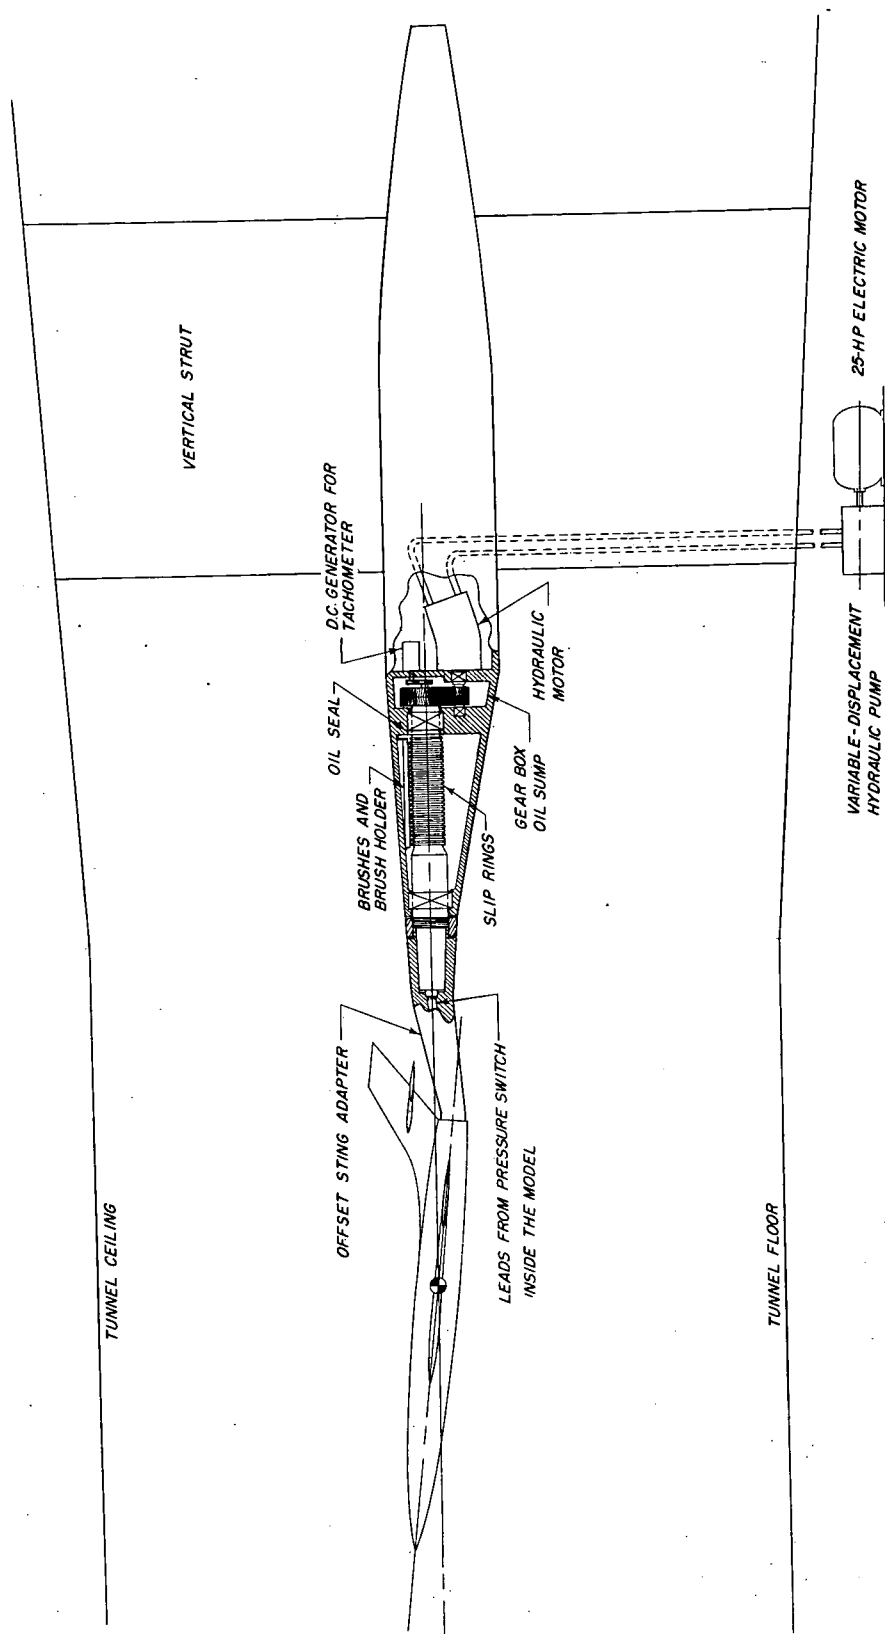 TUNNEL CEILING
VERTICAL STRUT
OFFSET STING ADAPTER
BRUSHES AND
BRUSH HOLDER
OIL SEAL
D.C. GENERATOR FOR
TACHOMETER
LEADS FROM PRESSURE SWITCH
INSIDE THE MODEL
SLIP RINGS
GEAR BOX
OIL SUMP
HYDRAULIC
MOTOR
TUNNEL FLOOR
VARIABLE-DISPLACEMENT
HYDRAULIC PUMP
25-HP ELECTRIC MOTOR